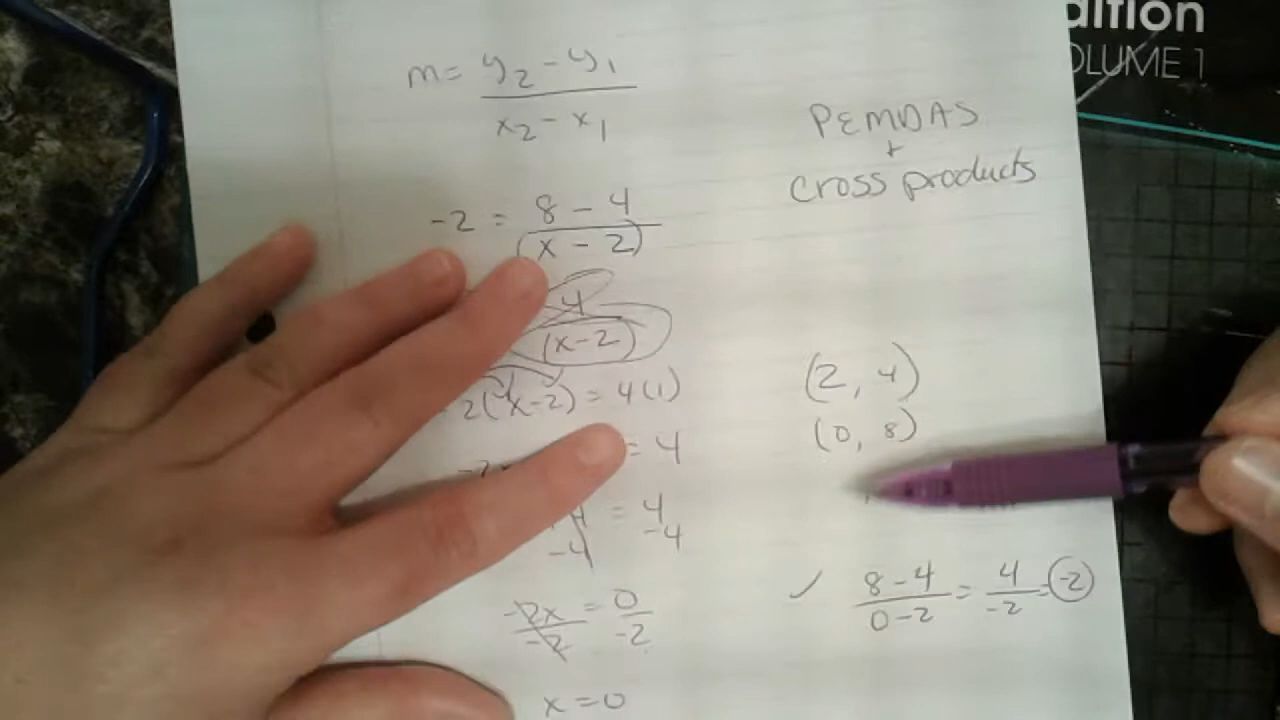 dition
OLUME 1
m = y₂ - y₁
x₂ - x₁
PEMDAS
+
cross products
-2 = 8 - 4
(x - 2)
4
(x-2)
2(x-2) = 4(1)
(2, 4)
(0, 8)
= 4
4 = 4
-4 -4
✓ 8-4 = 4 = -2
0-2 -2
-2x = 0
-2 -2
x = 0